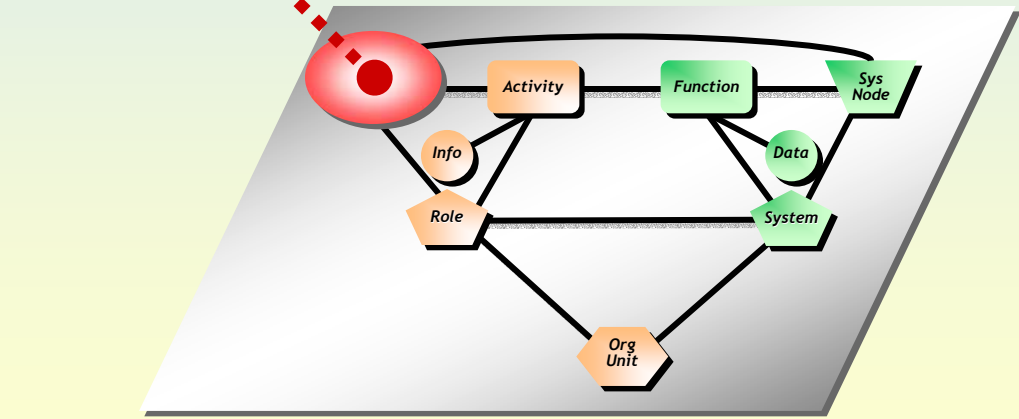 Activity
Function
Sys
Node
Info
Data
Role
System
Org
Unit